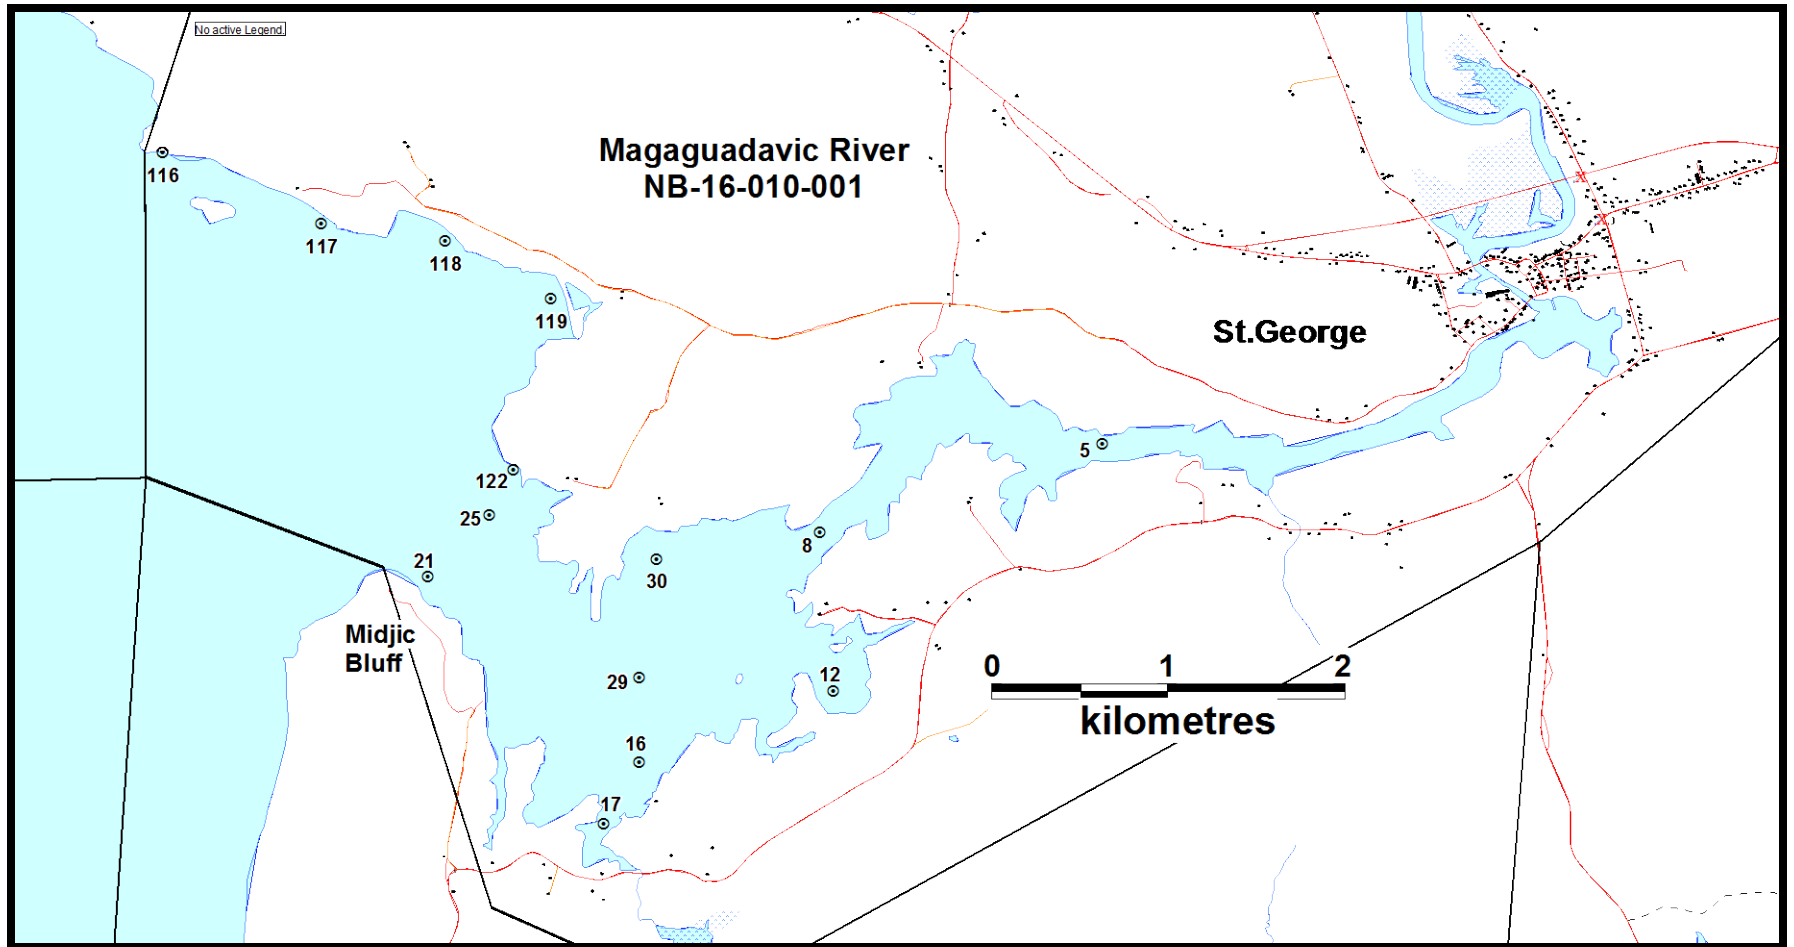 No active Legend.
Magaguadavic River
NB-16-010-001
116
117
118
119
St.George
5
122
25
8
21
30
Midjic
Bluff
29
12
0 1 2
kilometres
16
17